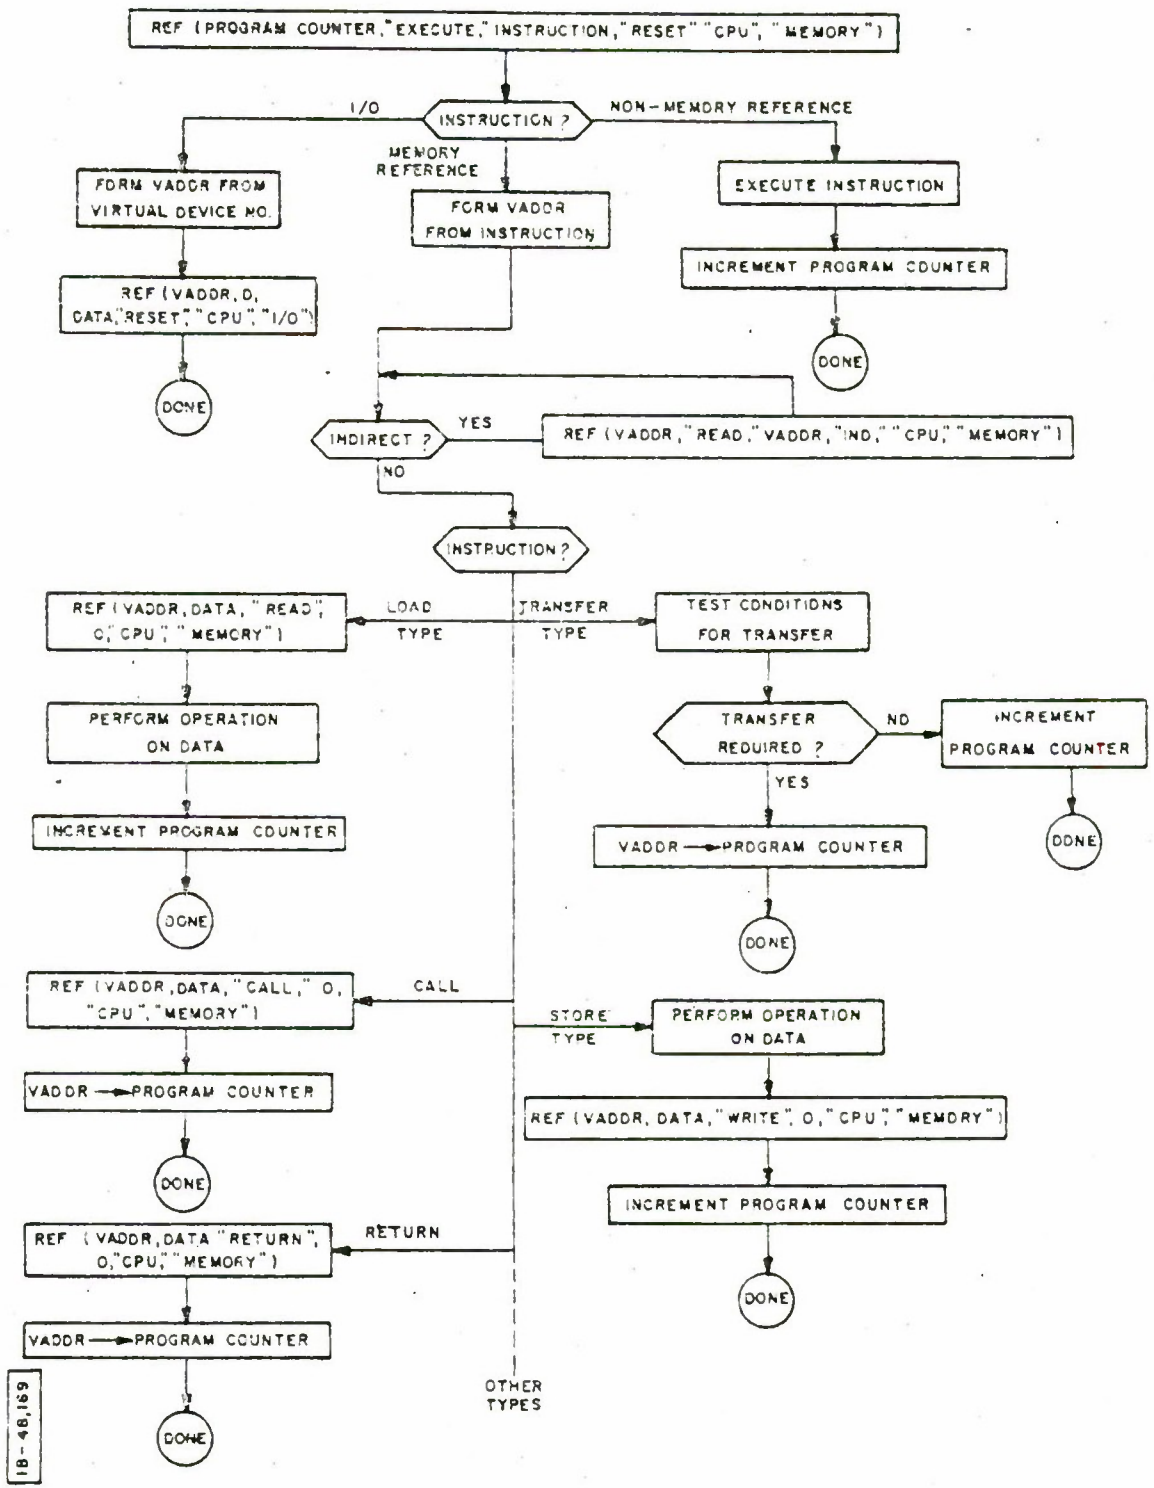 REF (PROGRAM COUNTER,"EXECUTE,"INSTRUCTION,"RESET" "CPU", "MEMORY")
I/O
INSTRUCTION ?
NON-MEMORY REFERENCE
MEMORY
REFERENCE
FORM VADDR FROM
VIRTUAL DEVICE NO.
FORM VADDR
FROM INSTRUCTION
EXECUTE INSTRUCTION
INCREMENT PROGRAM COUNTER
REF (VADDR, D,
DATA,"RESET","CPU","I/O")
DONE
DONE
INDIRECT ?
YES
REF (VADDR,"READ,"VADDR,"IND,""CPU,""MEMORY")
NO
INSTRUCTION ?
REF (VADDR, DATA, "READ",
0,"CPU","MEMORY")
LOAD
TYPE
TRANSFER
TYPE
TEST CONDITIONS
FOR TRANSFER
PERFORM OPERATION
ON DATA
TRANSFER
REQUIRED ?
NO
INCREMENT
PROGRAM COUNTER
YES
INCREMENT PROGRAM COUNTER
VADDR → PROGRAM COUNTER
DONE
DONE
DONE
REF (VADDR,DATA,"CALL," 0,
"CPU","MEMORY")
CALL
STORE
TYPE
PERFORM OPERATION
ON DATA
VADDR → PROGRAM COUNTER
REF (VADDR, DATA,"WRITE", 0,"CPU","MEMORY")
DONE
INCREMENT PROGRAM COUNTER
REF (VADDR,DATA "RETURN",
0,"CPU,""MEMORY")
RETURN
DONE
VADDR → PROGRAM COUNTER
OTHER
TYPES
DONE
IB-48,169